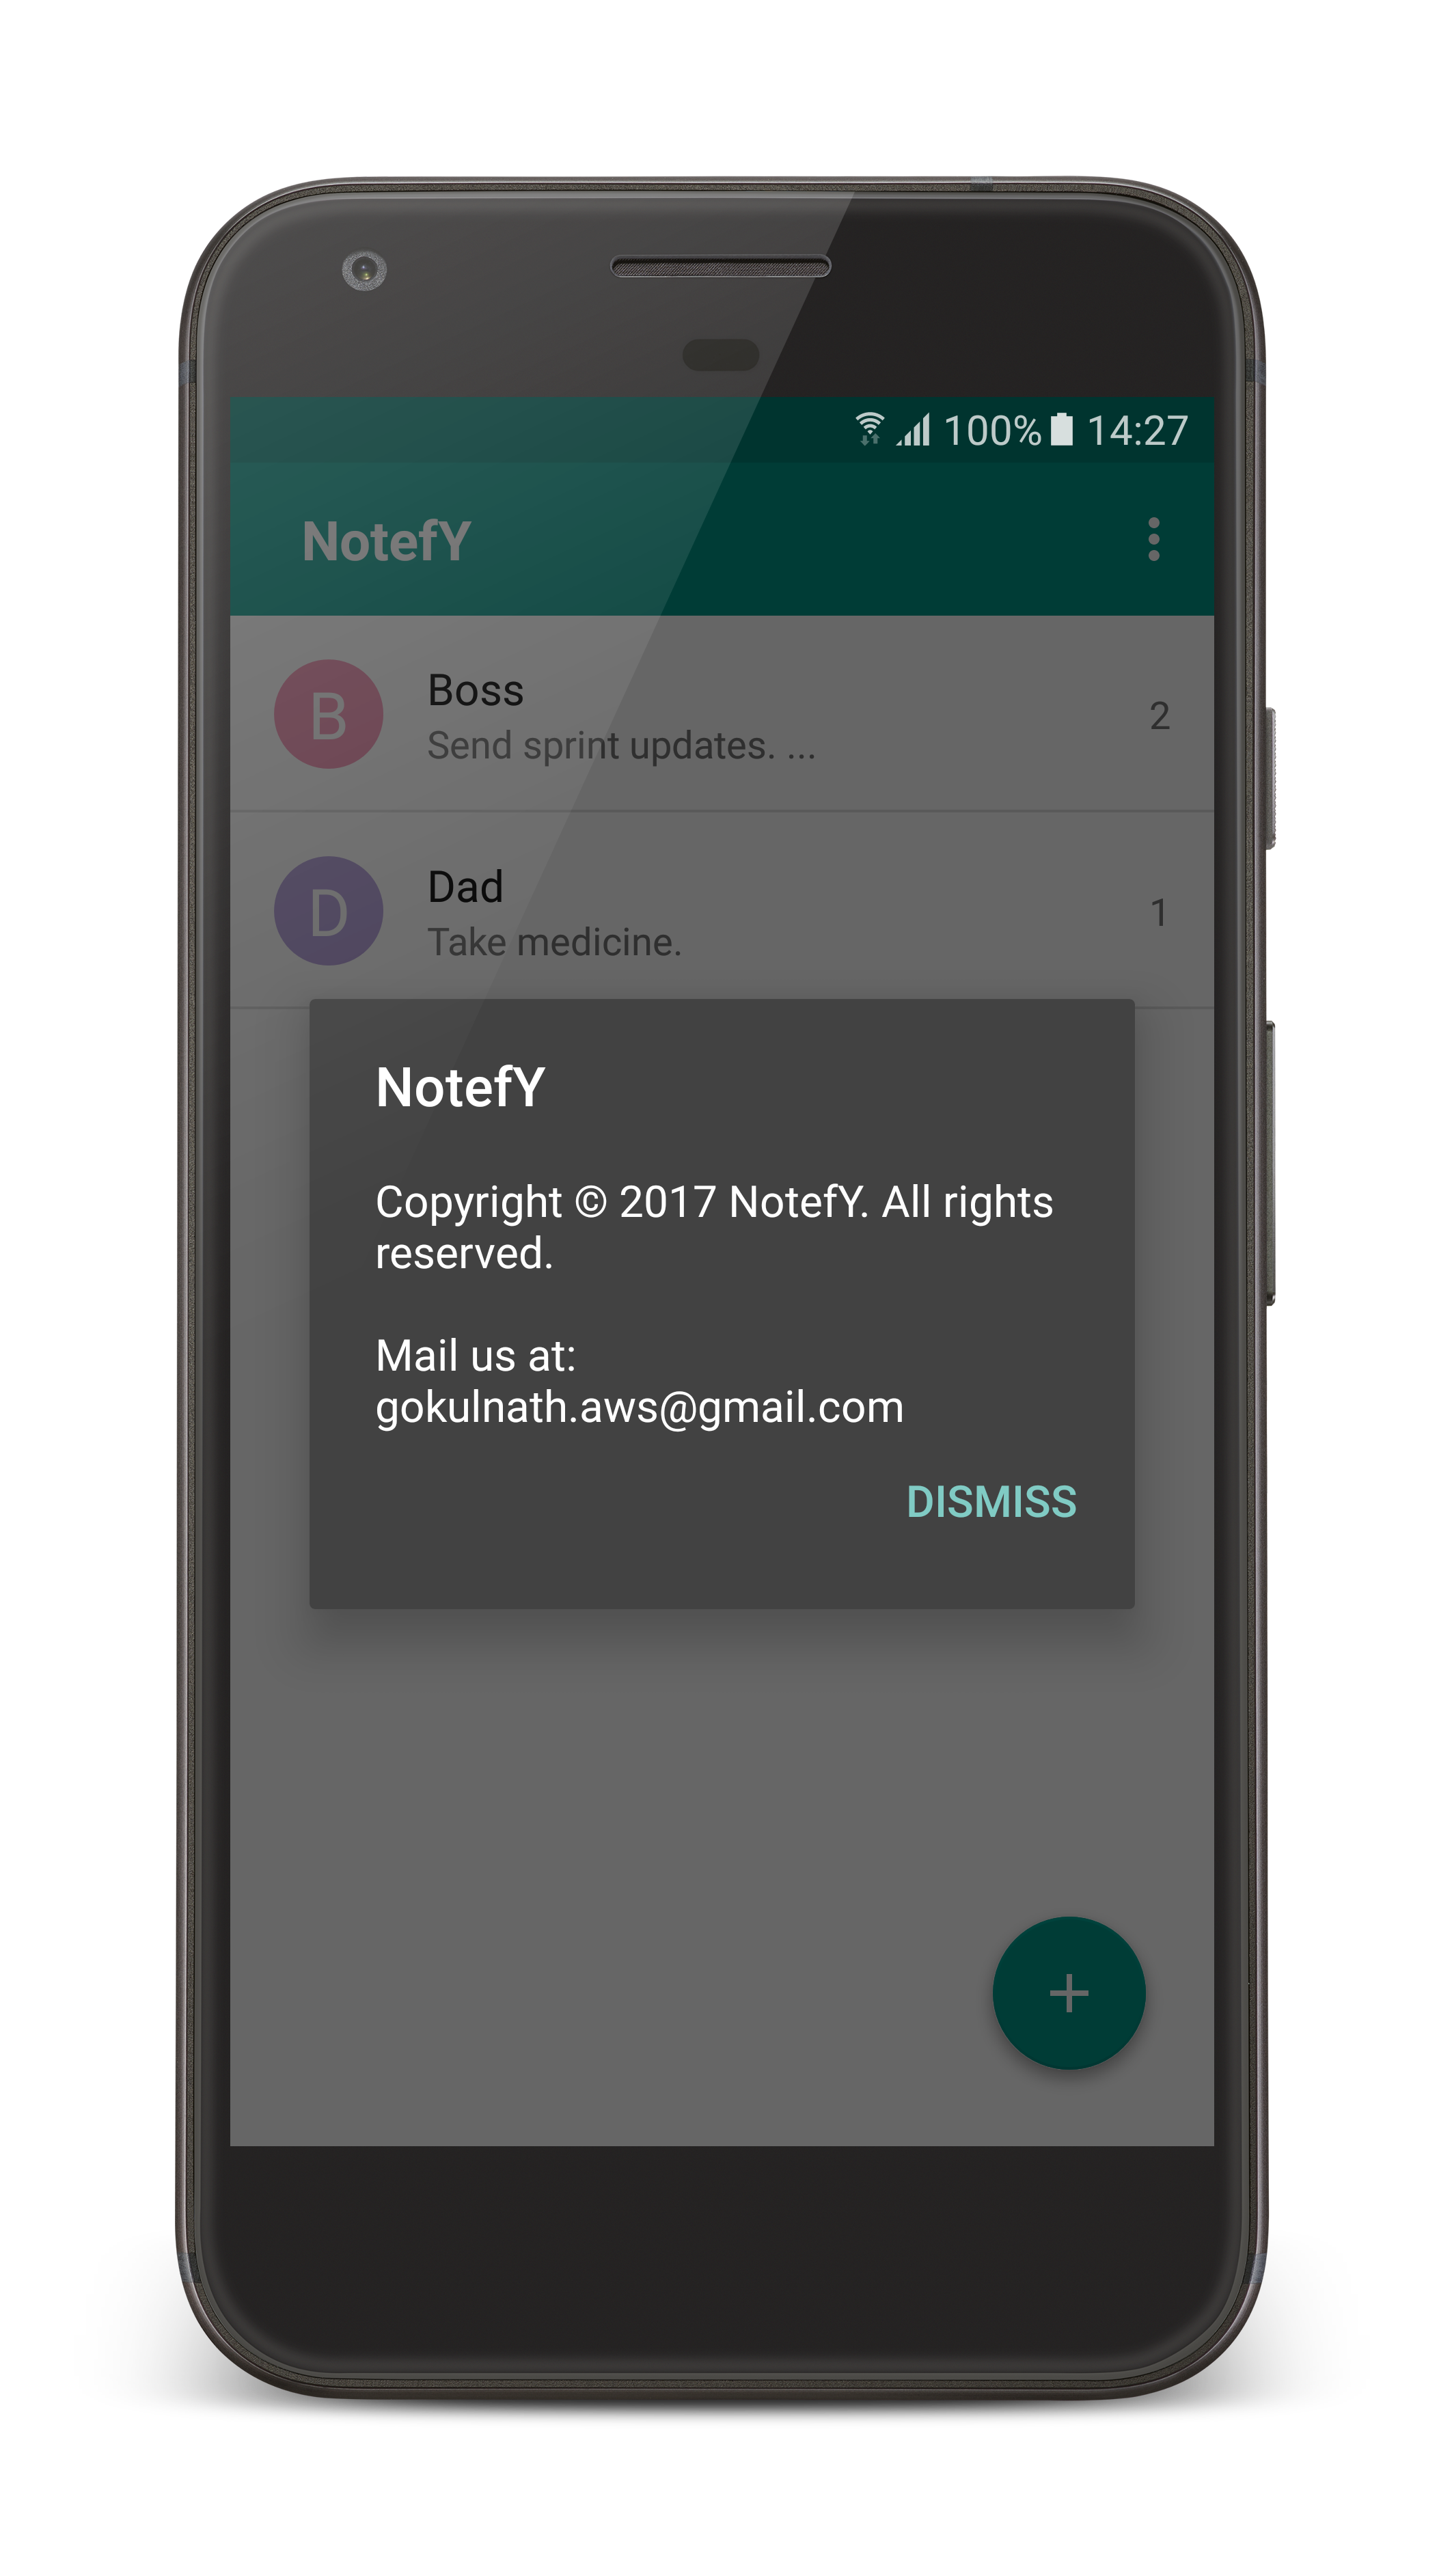 100% 14:27
NotefY
B
Boss
2
Send sprint updates. ...
D
Dad
1
Take medicine.
NotefY
Copyright © 2017 NotefY. All rights
reserved.
Mail us at:
gokulnath.aws@gmail.com
DISMISS
+